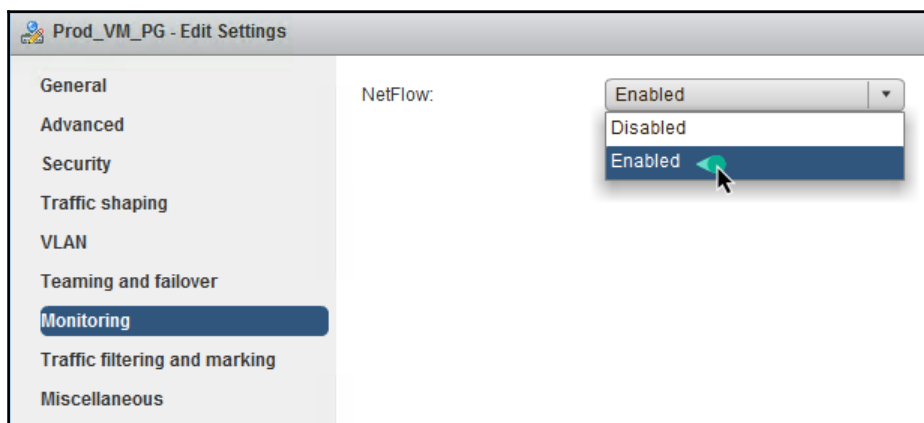 Prod_VM_PG - Edit Settings
General
Advanced
Security
Traffic shaping
VLAN
Teaming and failover
Monitoring
Traffic filtering and marking
Miscellaneous
NetFlow:
Enabled
Disabled
Enabled